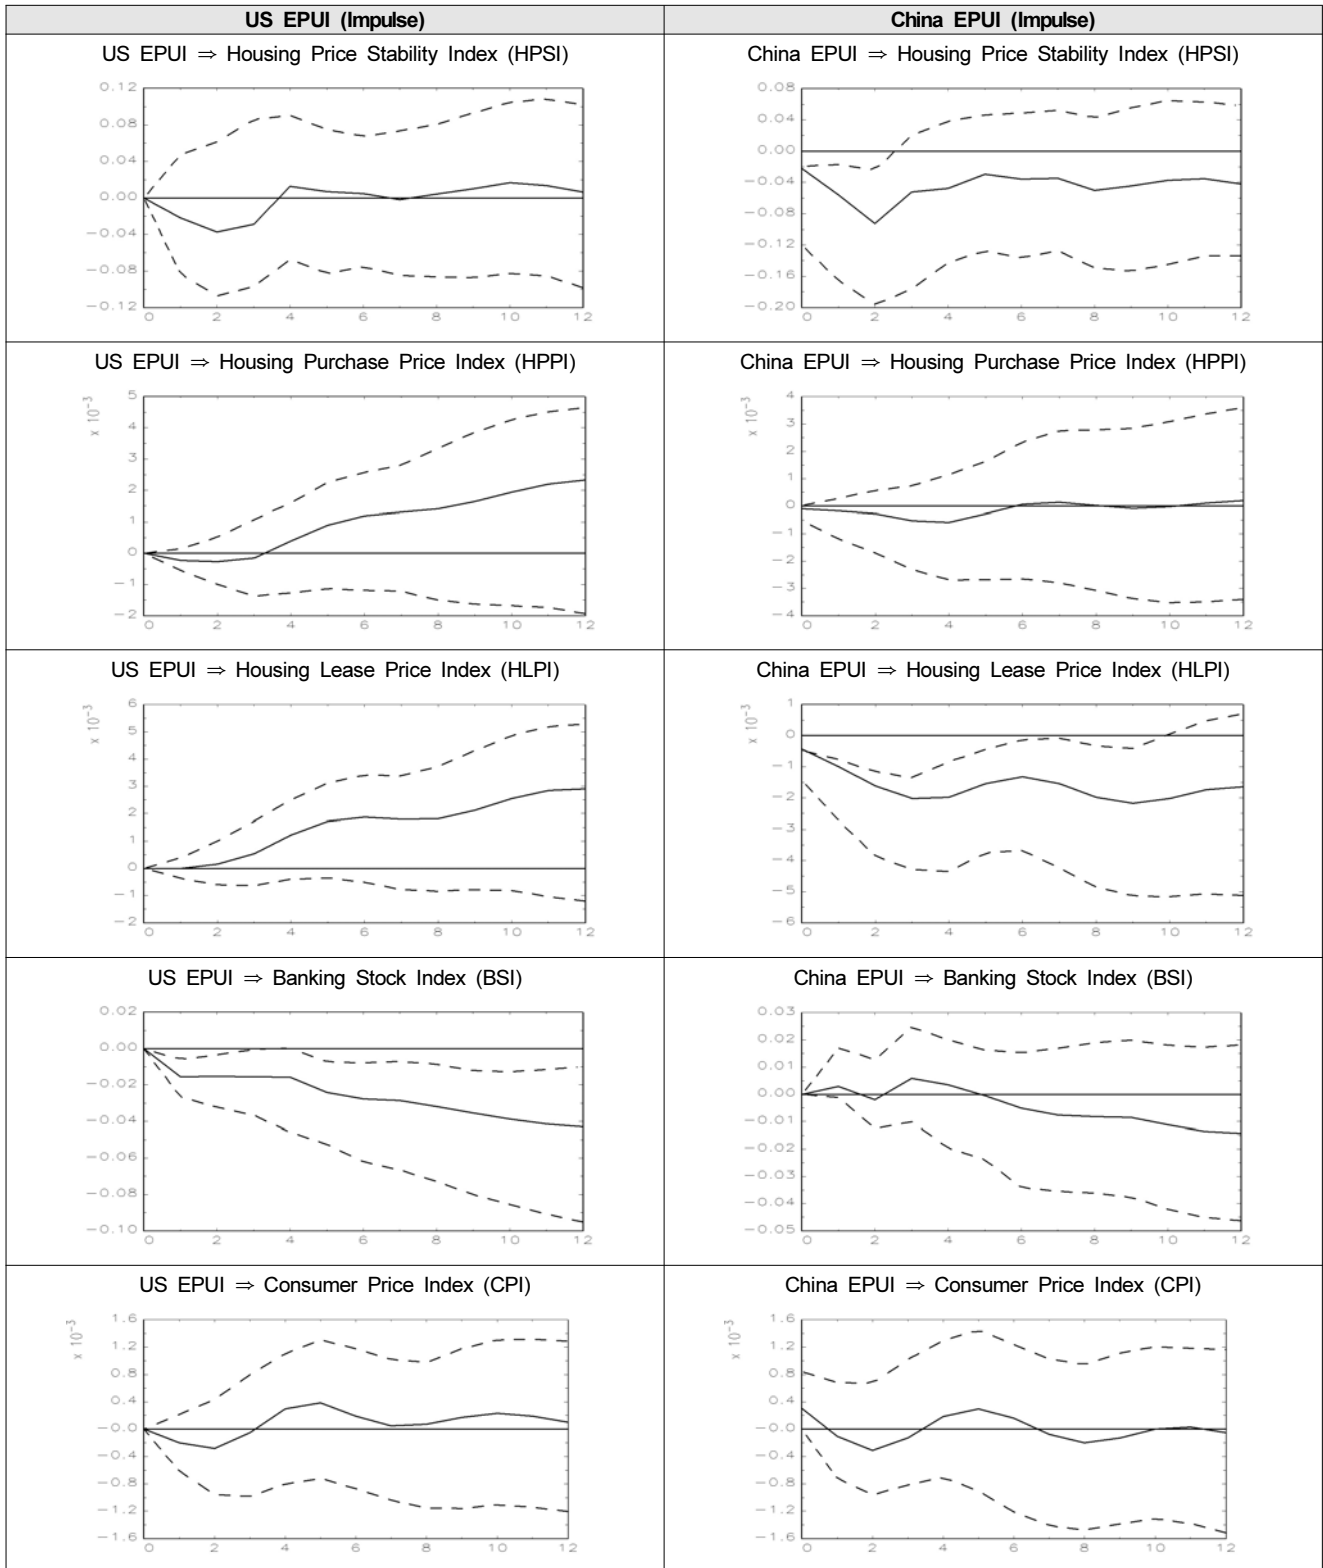 US EPUI (Impulse)
China EPUI (Impulse)
US EPUI ⇒ Housing Price Stability Index (HPSI)
0.12
0.08
0.04
0.00
−0.04
−0.08
−0.12
0 2 4 6 8 10 12
China EPUI ⇒ Housing Price Stability Index (HPSI)
0.08
0.04
0.00
−0.04
−0.08
−0.12
−0.16
−0.20
0 2 4 6 8 10 12
US EPUI ⇒ Housing Purchase Price Index (HPPI)
x 10⁻³
5
4
3
2
1
0
−1
−2
0 2 4 6 8 10 12
China EPUI ⇒ Housing Purchase Price Index (HPPI)
x 10⁻³
4
3
2
1
0
−1
−2
−3
−4
0 2 4 6 8 10 12
US EPUI ⇒ Housing Lease Price Index (HLPI)
x 10⁻³
6
5
4
3
2
1
0
−1
−2
0 2 4 6 8 10 12
China EPUI ⇒ Housing Lease Price Index (HLPI)
x 10⁻³
1
0
−1
−2
−3
−4
−5
−6
0 2 4 6 8 10 12
US EPUI ⇒ Banking Stock Index (BSI)
0.02
0.00
−0.02
−0.04
−0.06
−0.08
−0.10
0 2 4 6 8 10 12
China EPUI ⇒ Banking Stock Index (BSI)
0.03
0.02
0.01
0.00
−0.01
−0.02
−0.03
−0.04
−0.05
0 2 4 6 8 10 12
US EPUI ⇒ Consumer Price Index (CPI)
x 10⁻³
1.6
1.2
0.8
0.4
−0.0
−0.4
−0.8
−1.2
−1.6
0 2 4 6 8 10 12
China EPUI ⇒ Consumer Price Index (CPI)
x 10⁻³
1.6
1.2
0.8
0.4
−0.0
−0.4
−0.8
−1.2
−1.6
0 2 4 6 8 10 12